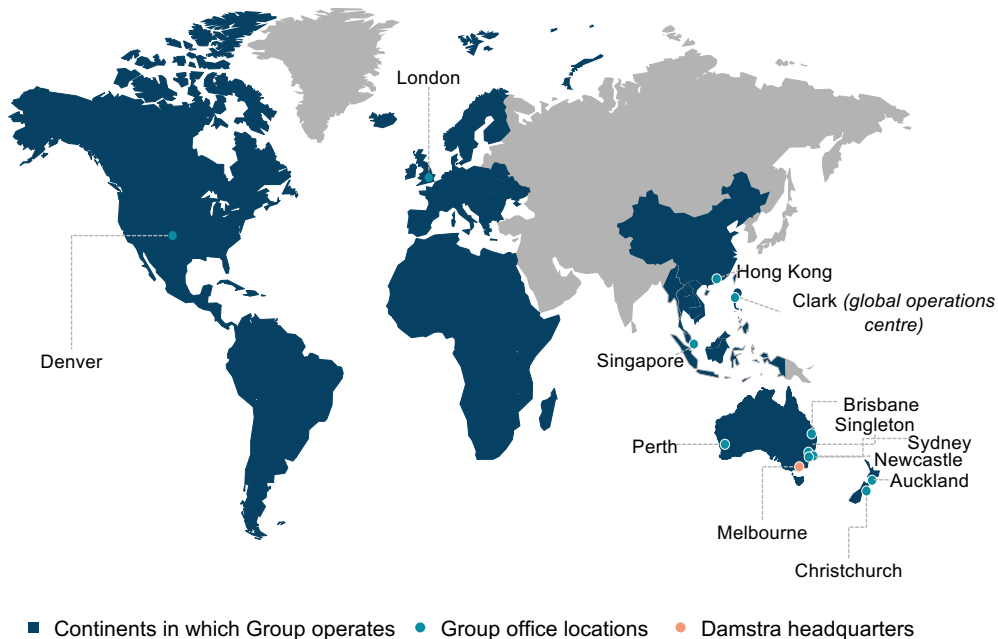 London
Hong Kong
Clark (global operations
centre)
Denver
Singapore
Brisbane
Singleton
Sydney
Perth
Newcastle
Auckland
Melbourne
Christchurch
Continents in which Group operates
Group office locations
Damstra headquarters